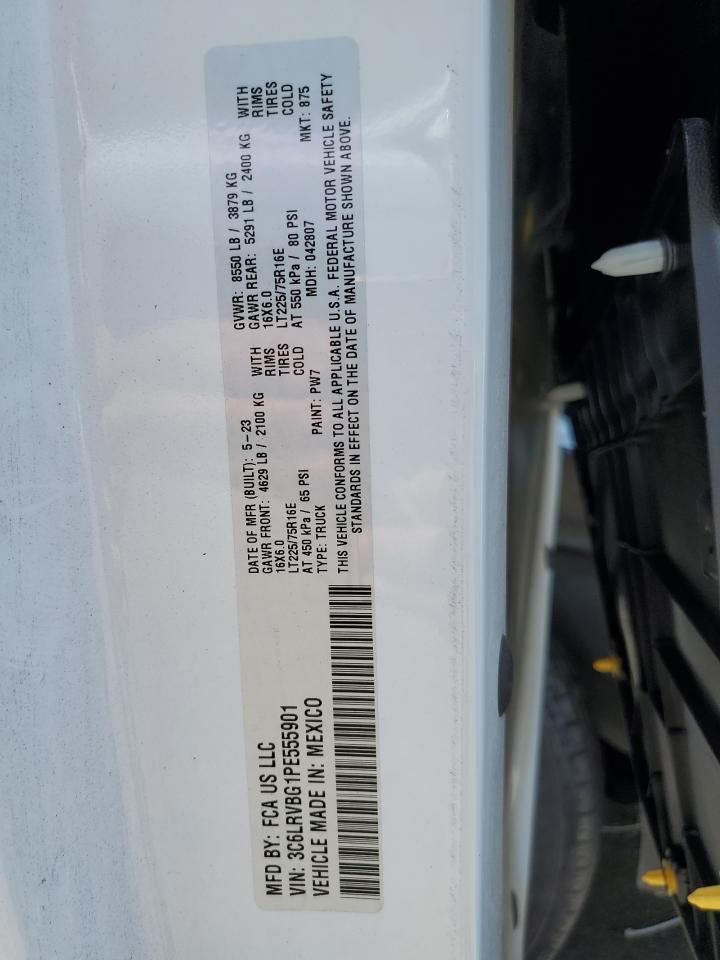 MFD BY: FCA US LLC
VIN: 3C6LRVBG1PE555901
VEHICLE MADE IN: MEXICO
DATE OF MFR (BUILT): 5-23 GVWR: 8550 LB / 3879 KG
GAWR FRONT: 4629 LB / 2100 KG WITH GAWR REAR: 5291 LB / 2400 KG WITH
16X6.0 RIMS 16X6.0 RIMS
LT225/75R16E TIRES LT225/75R16E TIRES
AT 450 kPa / 65 PSI COLD AT 550 kPa / 80 PSI COLD
TYPE: TRUCK PAINT: PW7 MDH: 042807 MKT: 875
THIS VEHICLE CONFORMS TO ALL APPLICABLE U.S.A. FEDERAL MOTOR VEHICLE SAFETY
STANDARDS IN EFFECT ON THE DATE OF MANUFACTURE SHOWN ABOVE.